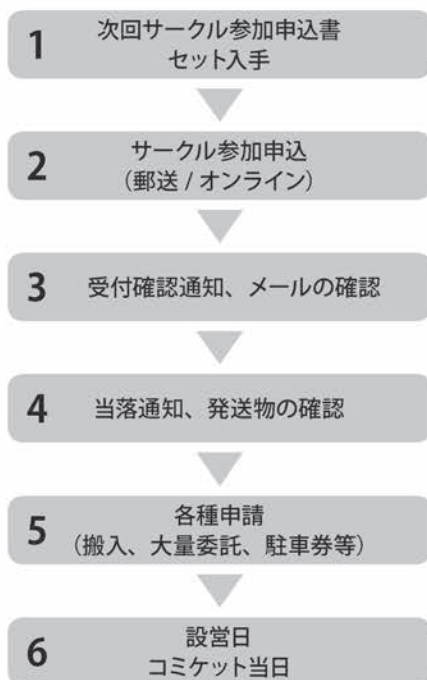 1
次回サークル参加申込書
セット入手
2
サークル参加申込
(郵送 / オンライン)
3
受付確認通知、メールの確認
4
当落通知、発送物の確認
5
各種申請
(搬入、大量委託、駐車券等)
6
設営日
コミケット当日